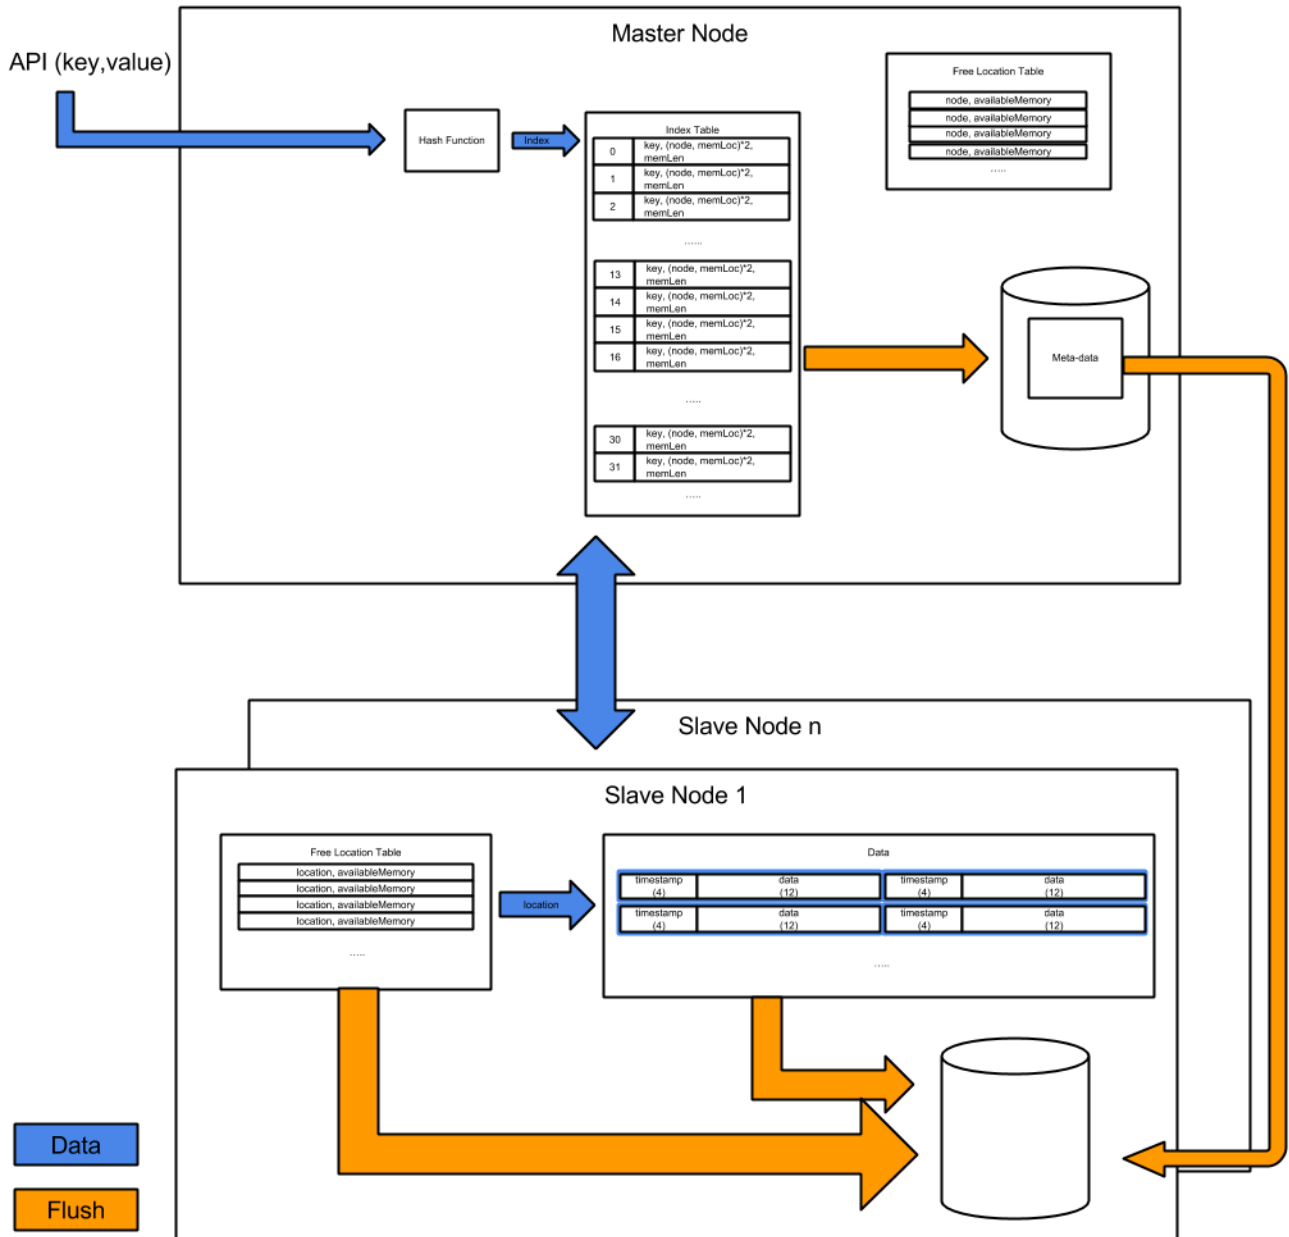 Master Node
API (key,value)
Free Location Table
node, availableMemory
node, availableMemory
node, availableMemory
node, availableMemory
.....
Hash Function
Index
Index Table
0
key, (node, memLoc)*2,
memLen
1
key, (node, memLoc)*2,
memLen
2
key, (node, memLoc)*2,
memLen
......
13
key, (node, memLoc)*2,
memLen
14
key, (node, memLoc)*2,
memLen
15
key, (node, memLoc)*2,
memLen
16
key, (node, memLoc)*2,
memLen
.....
30
key, (node, memLoc)*2,
memLen
31
key, (node, memLoc)*2,
memLen
.....
Meta-data
Slave Node n
Slave Node 1
Free Location Table
location, availableMemory
location, availableMemory
location, availableMemory
location, availableMemory
.....
location
Data
timestamp
(4)
data
(12)
timestamp
(4)
data
(12)
timestamp
(4)
data
(12)
timestamp
(4)
data
(12)
.....
Data
Flush